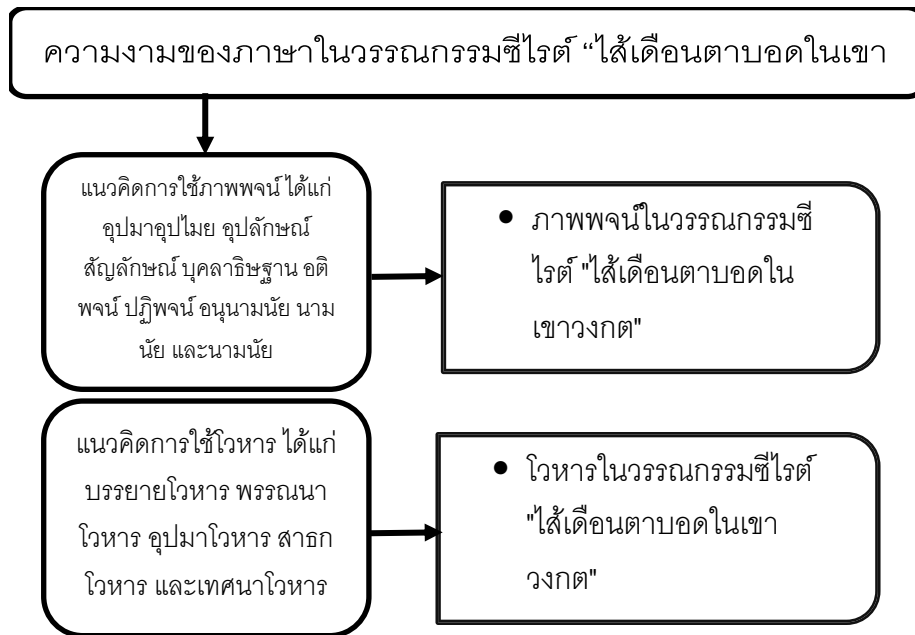 ความงามของภาษาในวรรณกรรมซีไรต์ “ไส้เดือนตาบอดในเขา
แนวคิดการใช้ภาพพจน์ ได้แก่
อุปมาอุปไมย อุปลักษณ์
สัญลักษณ์ บุคลาธิษฐาน อติ
พจน์ ปฏิพจน์ อนุนามนัย นาม
นัย และนามนัย
• ภาพพจน์ในวรรณกรรมซี
ไรต์ "ไส้เดือนตาบอดใน
เขาวงกต"
แนวคิดการใช้โวหาร ได้แก่
บรรยายโวหาร พรรณนา
โวหาร อุปมาโวหาร สาธก
โวหาร และเทศนาโวหาร
• โวหารในวรรณกรรมซีไรต์
"ไส้เดือนตาบอดในเขา
วงกต"